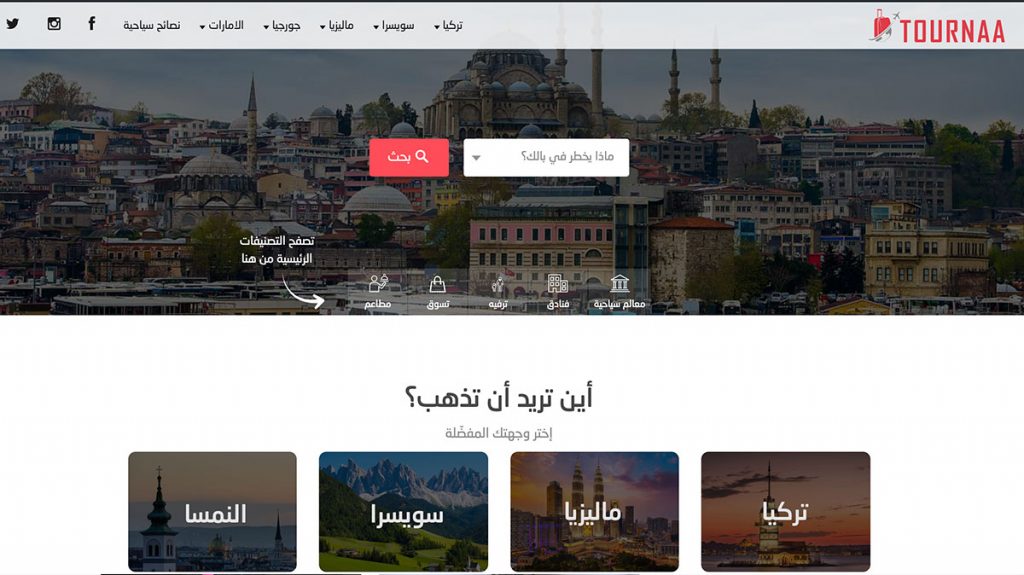 TOURNAA
تركيا
سويسرا
ماليزيا
جورجيا
الامارات
نصائح سياحية
ماذا يخطر في بالك؟
بحث
تصفح التصنيفات
الرئيسية من هنا
معالم سياحية
فنادق
ترفيه
تسوق
مطاعم
أين تريد أن تذهب؟
إختر وجهتك المفضّلة
تركيا
ماليزيا
سويسرا
النمسا